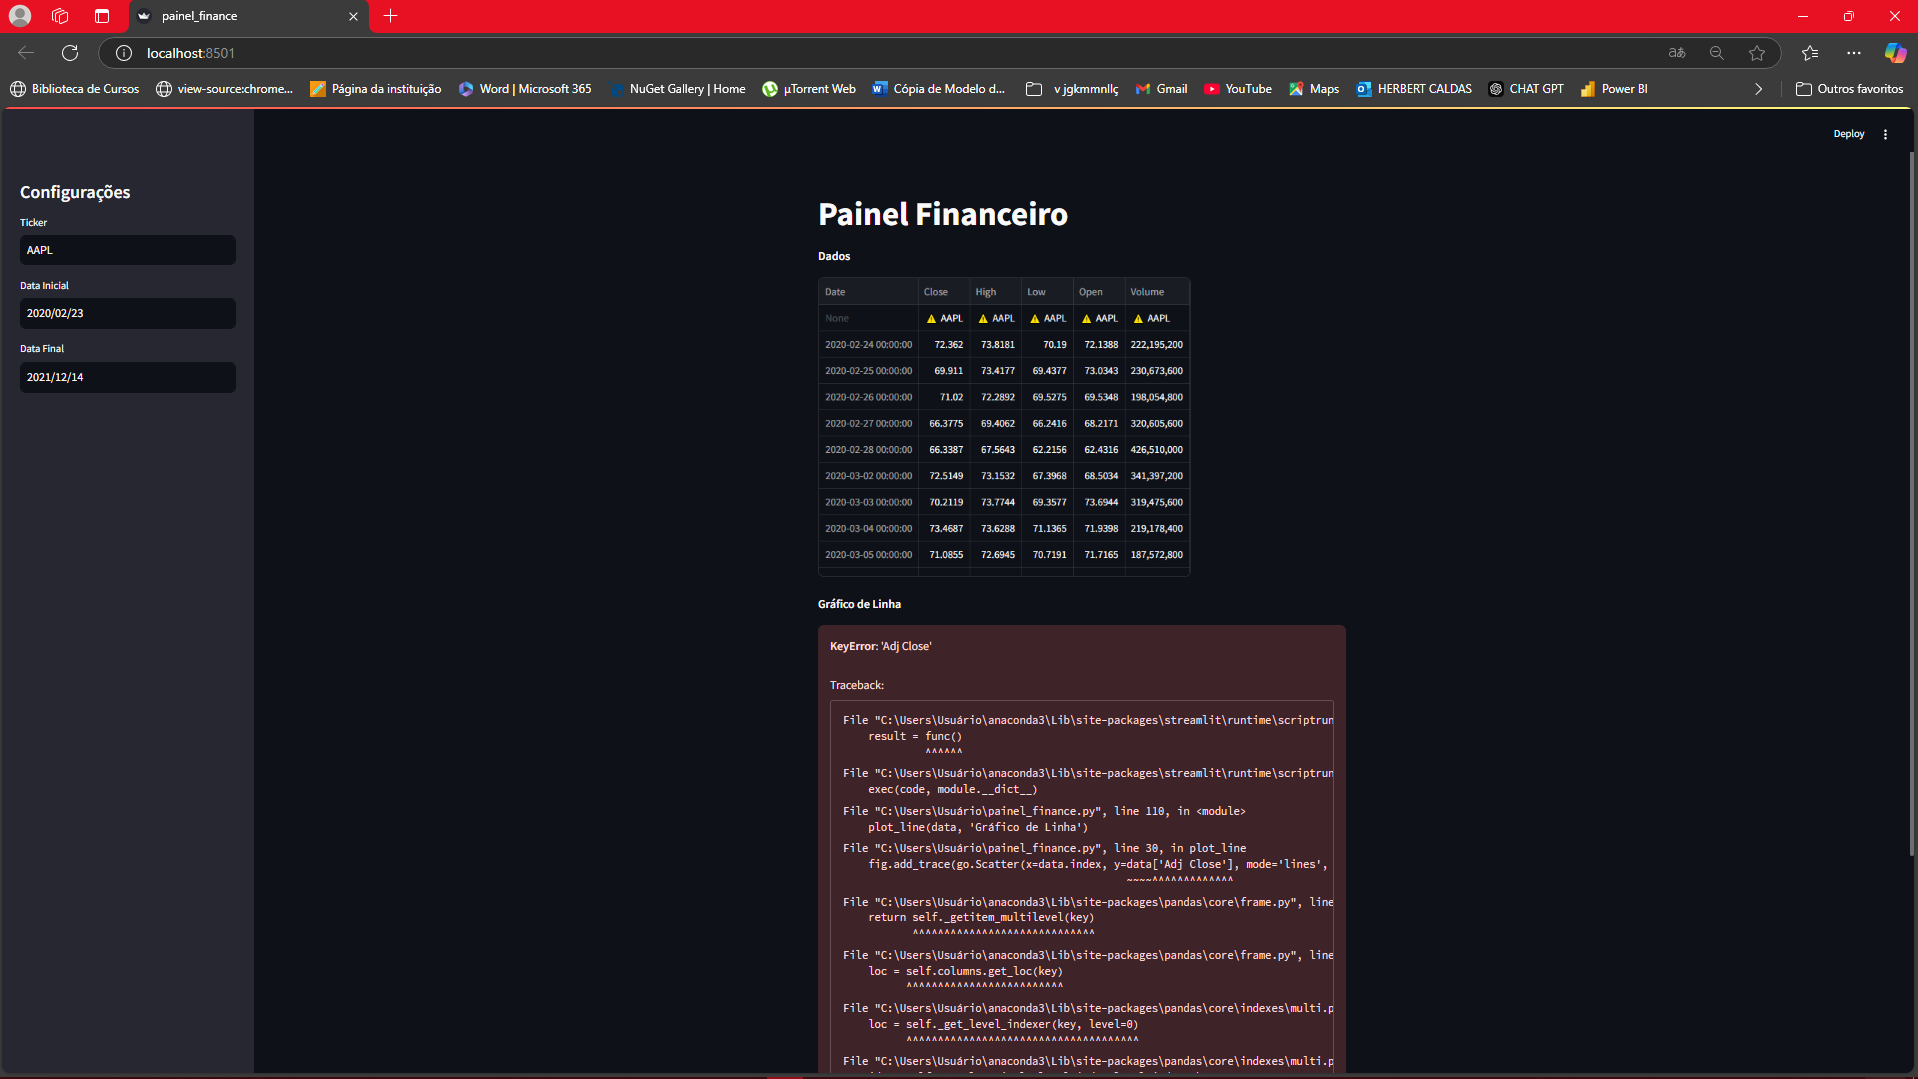 painel_finance
localhost:8501
Biblioteca de Cursos
view-source:chrome...
Página da instituição
Word | Microsoft 365
NuGet Gallery | Home
µTorrent Web
Cópia de Modelo d...
v jgkmmnllç
Gmail
YouTube
Maps
HERBERT CALDAS
CHAT GPT
Power BI
Outros favoritos
Deploy
Configurações
Ticker
AAPL
Data Inicial
2020/02/23
Data Final
2021/12/14
Painel Financeiro
Dados
Date Close High Low Open Volume
None AAPL AAPL AAPL AAPL AAPL
2020-02-24 00:00:00 72.362 73.8181 70.19 72.1388 222,195,200
2020-02-25 00:00:00 69.911 73.4177 69.4377 73.0343 230,673,600
2020-02-26 00:00:00 71.02 72.2892 69.5275 69.5348 198,054,800
2020-02-27 00:00:00 66.3775 69.4062 66.2416 68.2171 320,605,600
2020-02-28 00:00:00 66.3387 67.5643 62.2156 62.4316 426,510,000
2020-03-02 00:00:00 72.5149 73.1532 67.3968 68.5034 341,397,200
2020-03-03 00:00:00 70.2119 73.7744 69.3577 73.6944 319,475,600
2020-03-04 00:00:00 73.4687 73.6288 71.1365 71.9398 219,178,400
2020-03-05 00:00:00 71.0855 72.6945 70.7191 71.7165 187,572,800
Gráfico de Linha
KeyError: 'Adj Close'
Traceback:
File "C:\Users\Usuário\anaconda3\Lib\site-packages\streamlit\runtime\scriptrun
result = func()
^^^^^^
File "C:\Users\Usuário\anaconda3\Lib\site-packages\streamlit\runtime\scriptrun
exec(code, module.__dict__)
File "C:\Users\Usuário\painel_finance.py", line 110, in <module>
plot_line(data, 'Gráfico de Linha')
File "C:\Users\Usuário\painel_finance.py", line 30, in plot_line
fig.add_trace(go.Scatter(x=data.index, y=data['Adj Close'], mode='lines',
~~~~^^^^^^^^^^^^^
File "C:\Users\Usuário\anaconda3\Lib\site-packages\pandas\core\frame.py", line
return self._getitem_multilevel(key)
^^^^^^^^^^^^^^^^^^^^^^^^^^^^^
File "C:\Users\Usuário\anaconda3\Lib\site-packages\pandas\core\frame.py", line
loc = self.columns.get_loc(key)
^^^^^^^^^^^^^^^^^^^^^^^^^
File "C:\Users\Usuário\anaconda3\Lib\site-packages\pandas\core\indexes\multi.p
loc = self._get_level_indexer(key, level=0)
^^^^^^^^^^^^^^^^^^^^^^^^^^^^^^^^^^^^^
File "C:\Users\Usuário\anaconda3\Lib\site-packages\pandas\core\indexes\multi.p